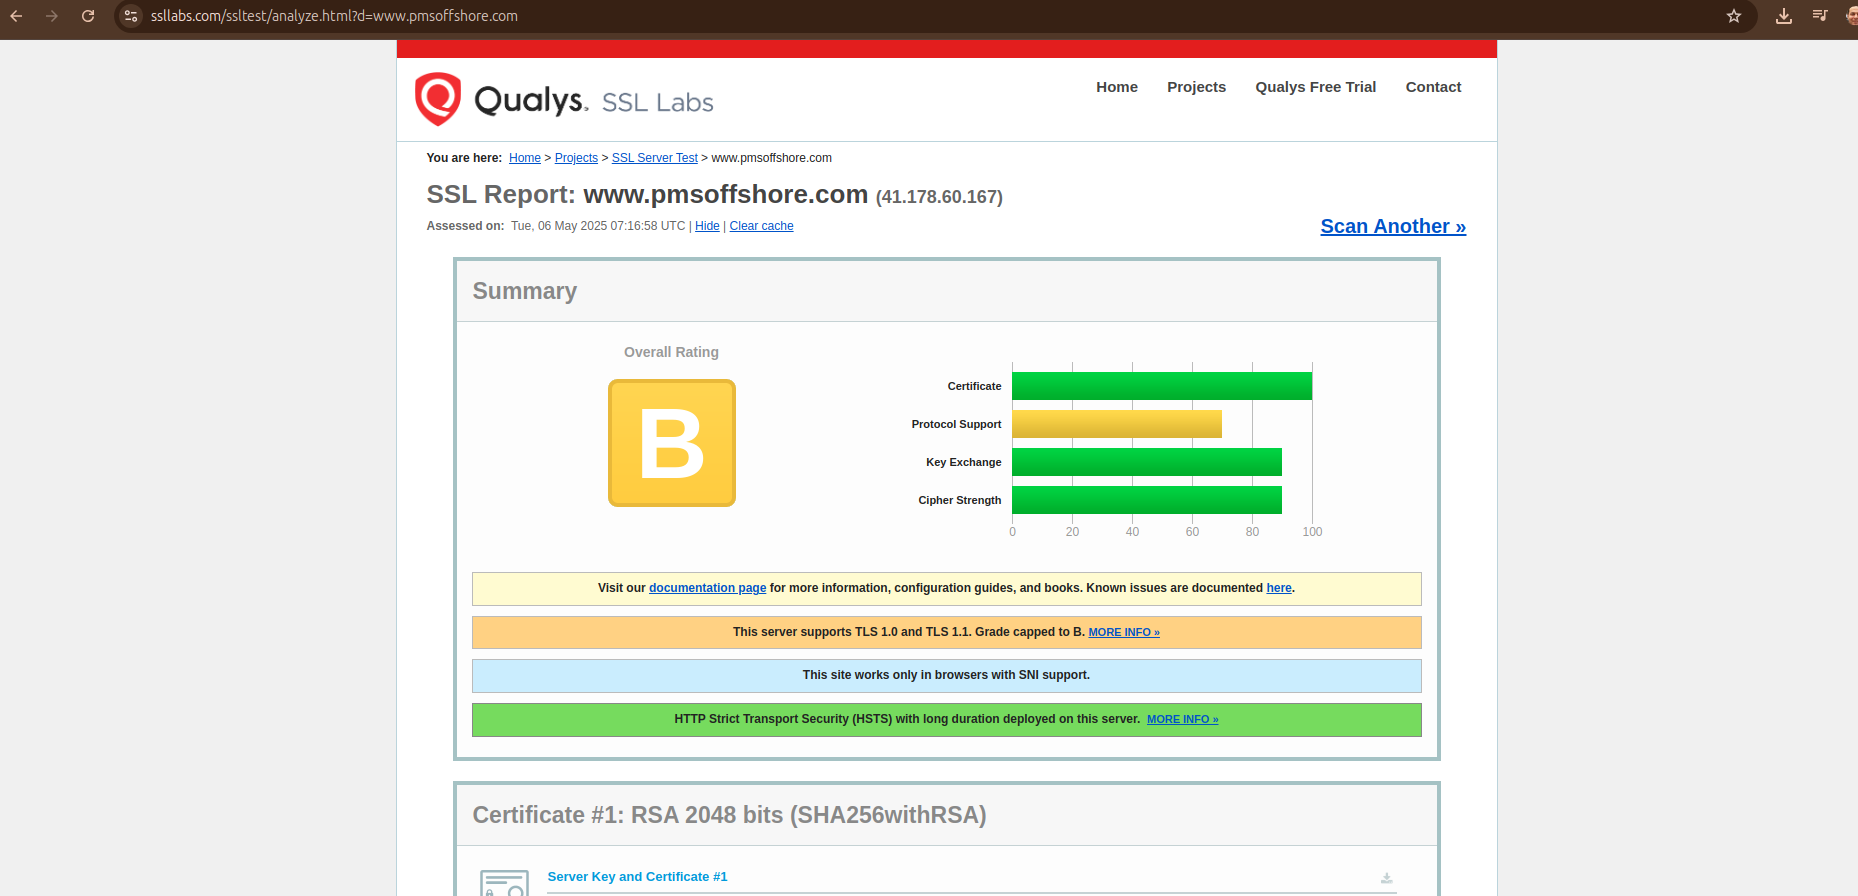 ssllabs.com/ssltest/analyze.html?d=www.pmsoffshore.com
Qualys. SSL Labs
Home Projects Qualys Free Trial Contact
You are here: Home > Projects > SSL Server Test > www.pmsoffshore.com
SSL Report: www.pmsoffshore.com (41.178.60.167)
Assessed on: Tue, 06 May 2025 07:16:58 UTC | Hide | Clear cache
Scan Another »
Summary
Overall Rating
B
Certificate
Protocol Support
Key Exchange
Cipher Strength
0 20 40 60 80 100
Visit our documentation page for more information, configuration guides, and books. Known issues are documented here.
This server supports TLS 1.0 and TLS 1.1. Grade capped to B. MORE INFO »
This site works only in browsers with SNI support.
HTTP Strict Transport Security (HSTS) with long duration deployed on this server. MORE INFO »
Certificate #1: RSA 2048 bits (SHA256withRSA)
Server Key and Certificate #1